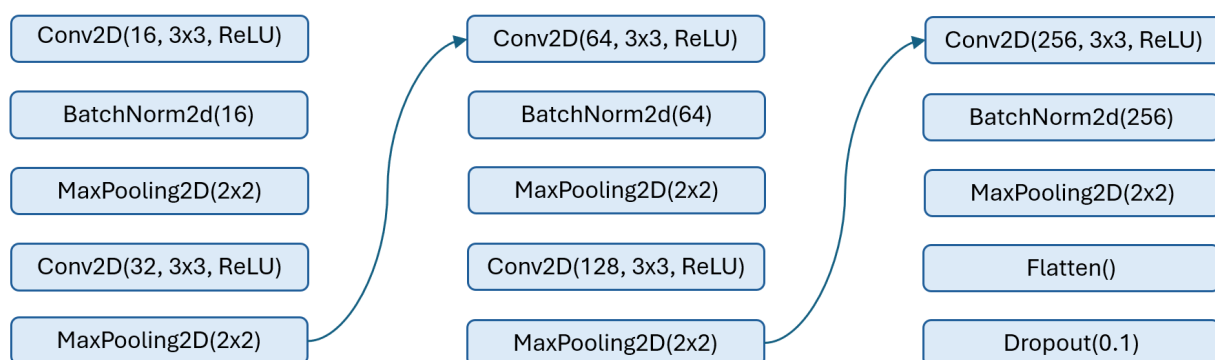 Conv2D(16, 3x3, ReLU)
BatchNorm2d(16)
MaxPooling2D(2x2)
Conv2D(32, 3x3, ReLU)
MaxPooling2D(2x2)
Conv2D(64, 3x3, ReLU)
BatchNorm2d(64)
MaxPooling2D(2x2)
Conv2D(128, 3x3, ReLU)
MaxPooling2D(2x2)
Conv2D(256, 3x3, ReLU)
BatchNorm2d(256)
MaxPooling2D(2x2)
Flatten()
Dropout(0.1)